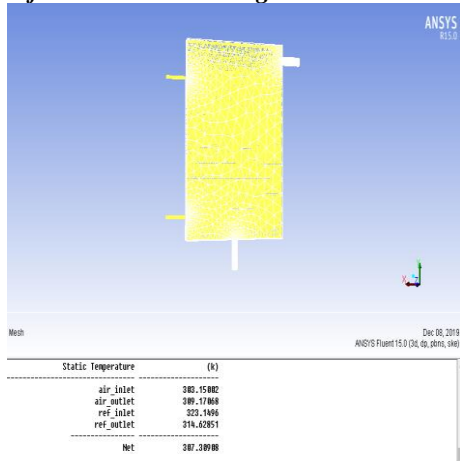 ANSYS
R15.0
Y
X
Z
Mesh
Dec 08, 2019
ANSYS Fluent 15.0 (3d, dp, pbns, ske)
Static Temperature (k)
air_inlet 303.15002
air_outlet 309.17068
ref_inlet 323.1496
ref_outlet 314.62851
Net 307.30908